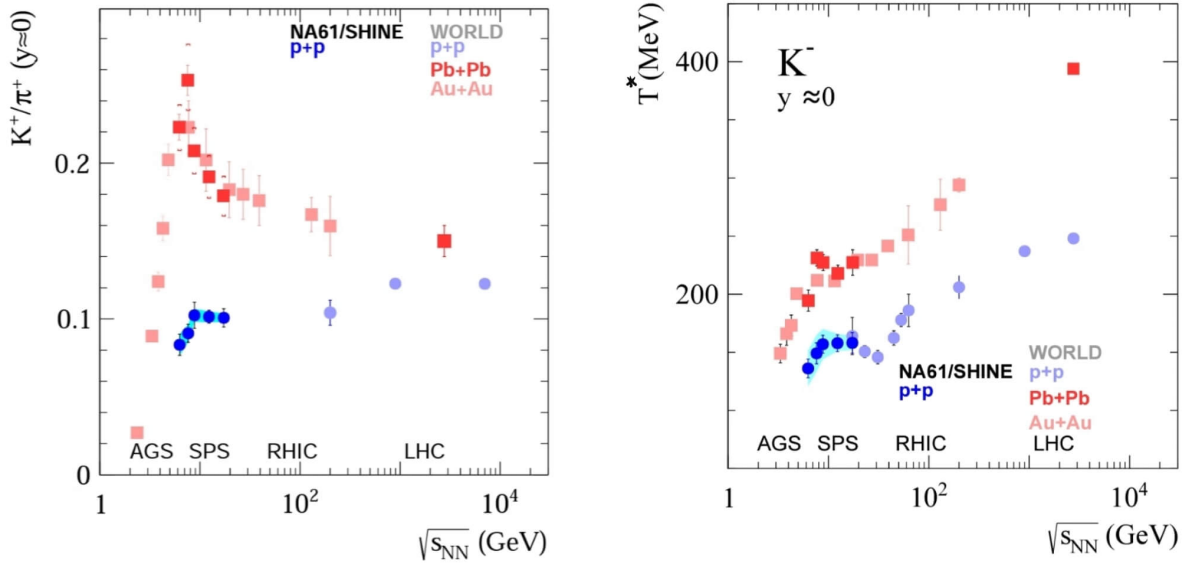 K⁺/π⁺ (y≈0)
NA61/SHINE
p+p
WORLD
p+p
Pb+Pb
Au+Au
0.2
0.1
0
AGS SPS RHIC LHC
1 10² 10⁴
√s_NN (GeV)
T* (MeV)
400
200
K⁻
y ≈0
NA61/SHINE
p+p
WORLD
p+p
Pb+Pb
Au+Au
AGS SPS RHIC LHC
1 10² 10⁴
√s_NN (GeV)